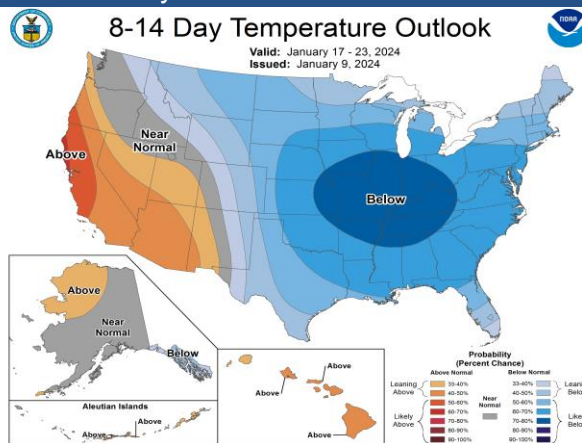 8-14 Day Temperature Outlook
NOAA
Valid: January 17 - 23, 2024
Issued: January 9, 2024
Above
Near
Normal
Below
Above
Near
Normal
Below
Aleutian Islands
Above
Above
Above
Above
Above
Above
Probability
(Percent Chance)
Above Normal
Below Normal
Leaning
Above
33-40%
40-50%
50-60%
Likely
Above
60-70%
70-80%
80-90%
90-100%
Near
Normal
33-40%
40-50%
50-60%
60-70%
70-80%
80-90%
90-100%